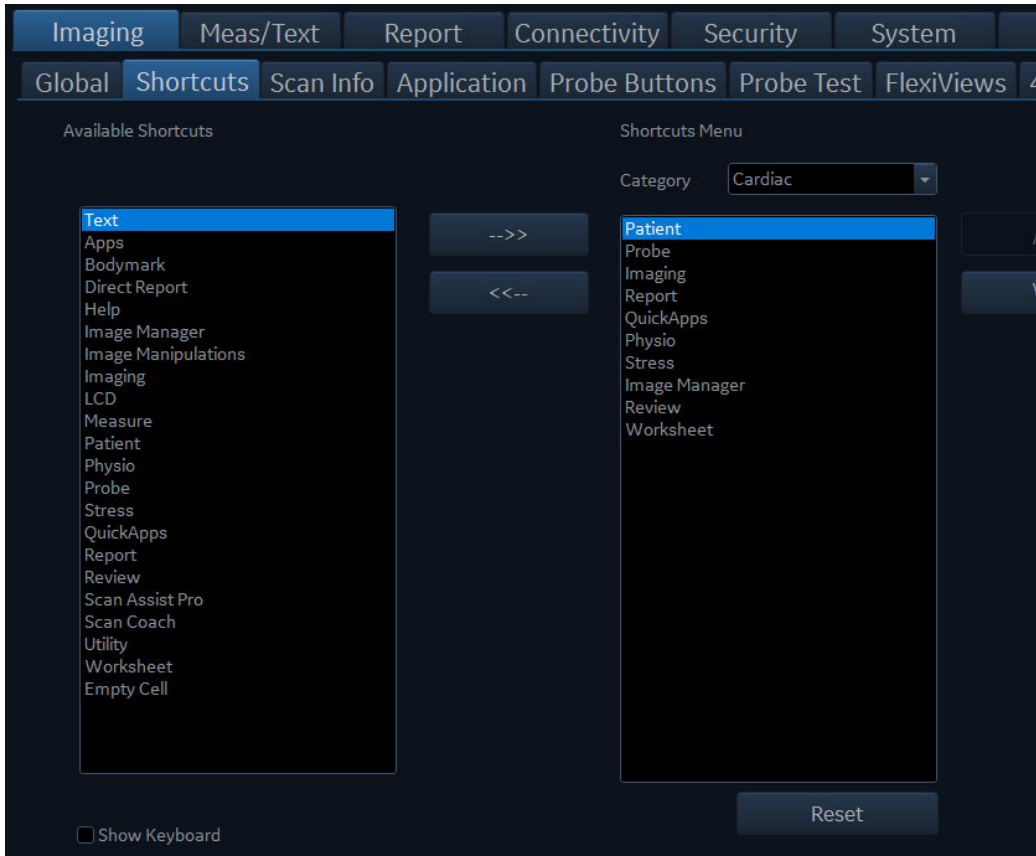 Imaging Meas/Text Report Connectivity Security System
Global Shortcuts Scan Info Application Probe Buttons Probe Test FlexiViews 4
Available Shortcuts
Text
Apps
Bodymark
Direct Report
Help
Image Manager
Image Manipulations
Imaging
LCD
Measure
Patient
Physio
Probe
Stress
QuickApps
Report
Review
Scan Assist Pro
Scan Coach
Utility
Worksheet
Empty Cell
Show Keyboard
-->>
<<--
Shortcuts Menu
Category Cardiac
Patient
Probe
Imaging
Report
QuickApps
Physio
Stress
Image Manager
Review
Worksheet
Reset